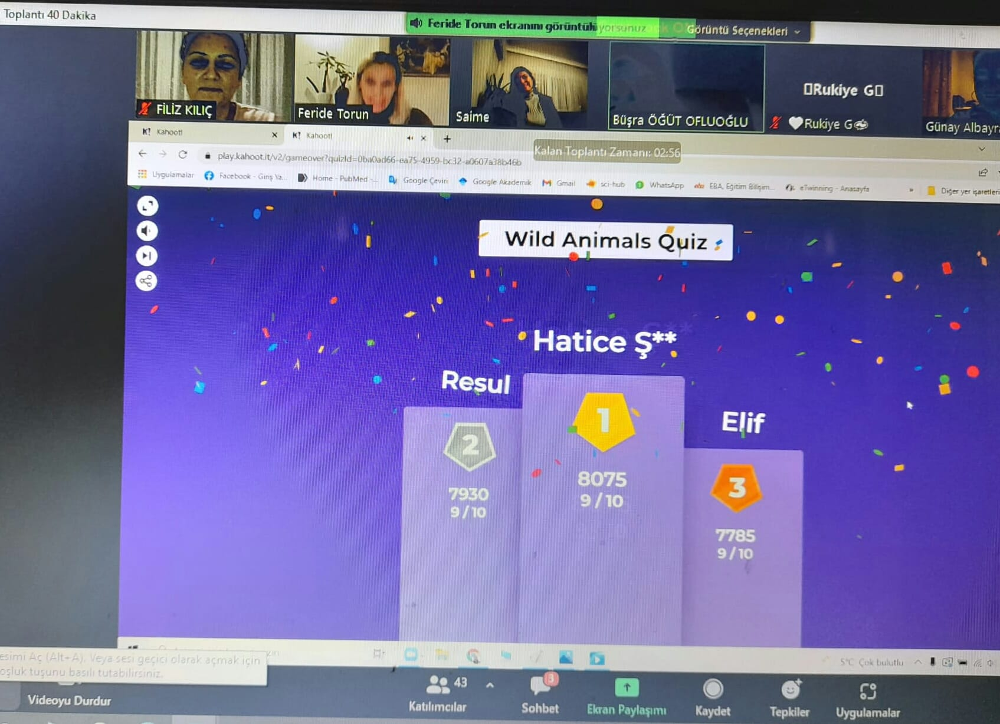 Toplantı 40 Dakika
Feride Torun ekranını görüntülüyorsunuz
Görüntü Seçenekleri
FİLİZ KILIÇ
Feride Torun
Saime
Büşra ÖĞÜT OFLUOĞLU
Rukiye G
Rukiye G
Günay Albayr
K! Kahoot!
K! Kahoot!
Kalan Toplantı Zamanı: 02:56
play.kahoot.it/v2/gameover?quizId=0ba0ad66-ea75-4959-bc32-a0607a38b46b
Uygulamalar
Facebook - Giriş Ya...
Home - PubMed -...
Google Çeviri
Google Akademik
Gmail
sci-hub
WhatsApp
EBA, Eğitim Bilişim...
eTwinning - Anasayfa
»
Diğer yer işaretleri
Wild Animals Quiz
Hatice Ş**
Resul
Elif
1
2
3
8075
9/10
7930
9/10
7785
9/10
esimi Aç (Alt+A), Veya sesi geçici olarak açmak için
oşluk tuşunu basılı tutabilirsiniz.
5°C Çok bulutlu
Videoyu Durdur
43
Katılımcılar
3
Sohbet
Ekran Paylaşımı
Kaydet
Tepkiler
Uygulamalar